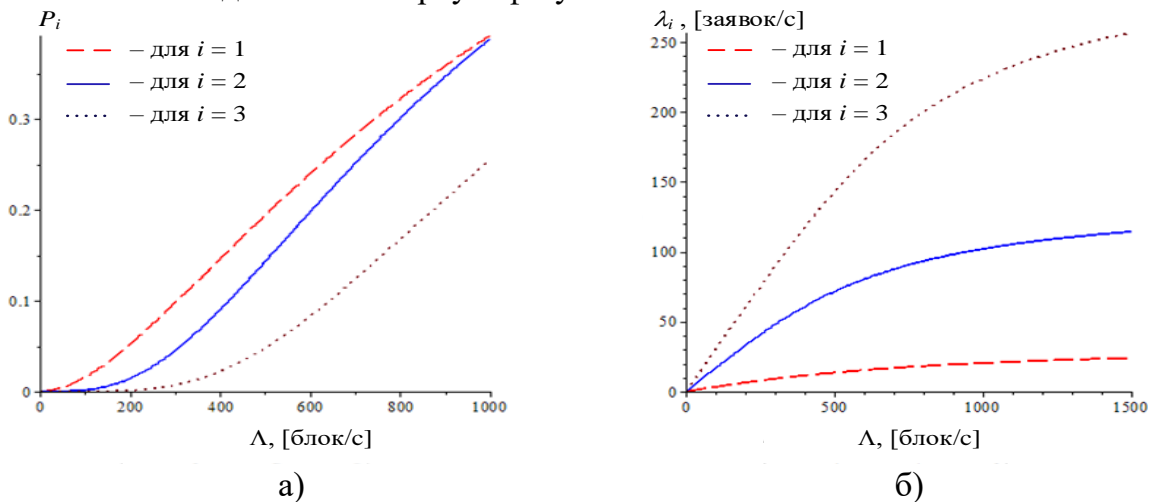 P_i
– для i = 1
– для i = 2
– для i = 3
0.3
0.2
0.1
0
0 200 400 600 800 1000
Λ, [блок/с]
а)
λ_i , [заявок/с]
250
– для i = 1
– для i = 2
– для i = 3
200
150
100
50
0
0 500 1000 1500
Λ, [блок/с]
б)